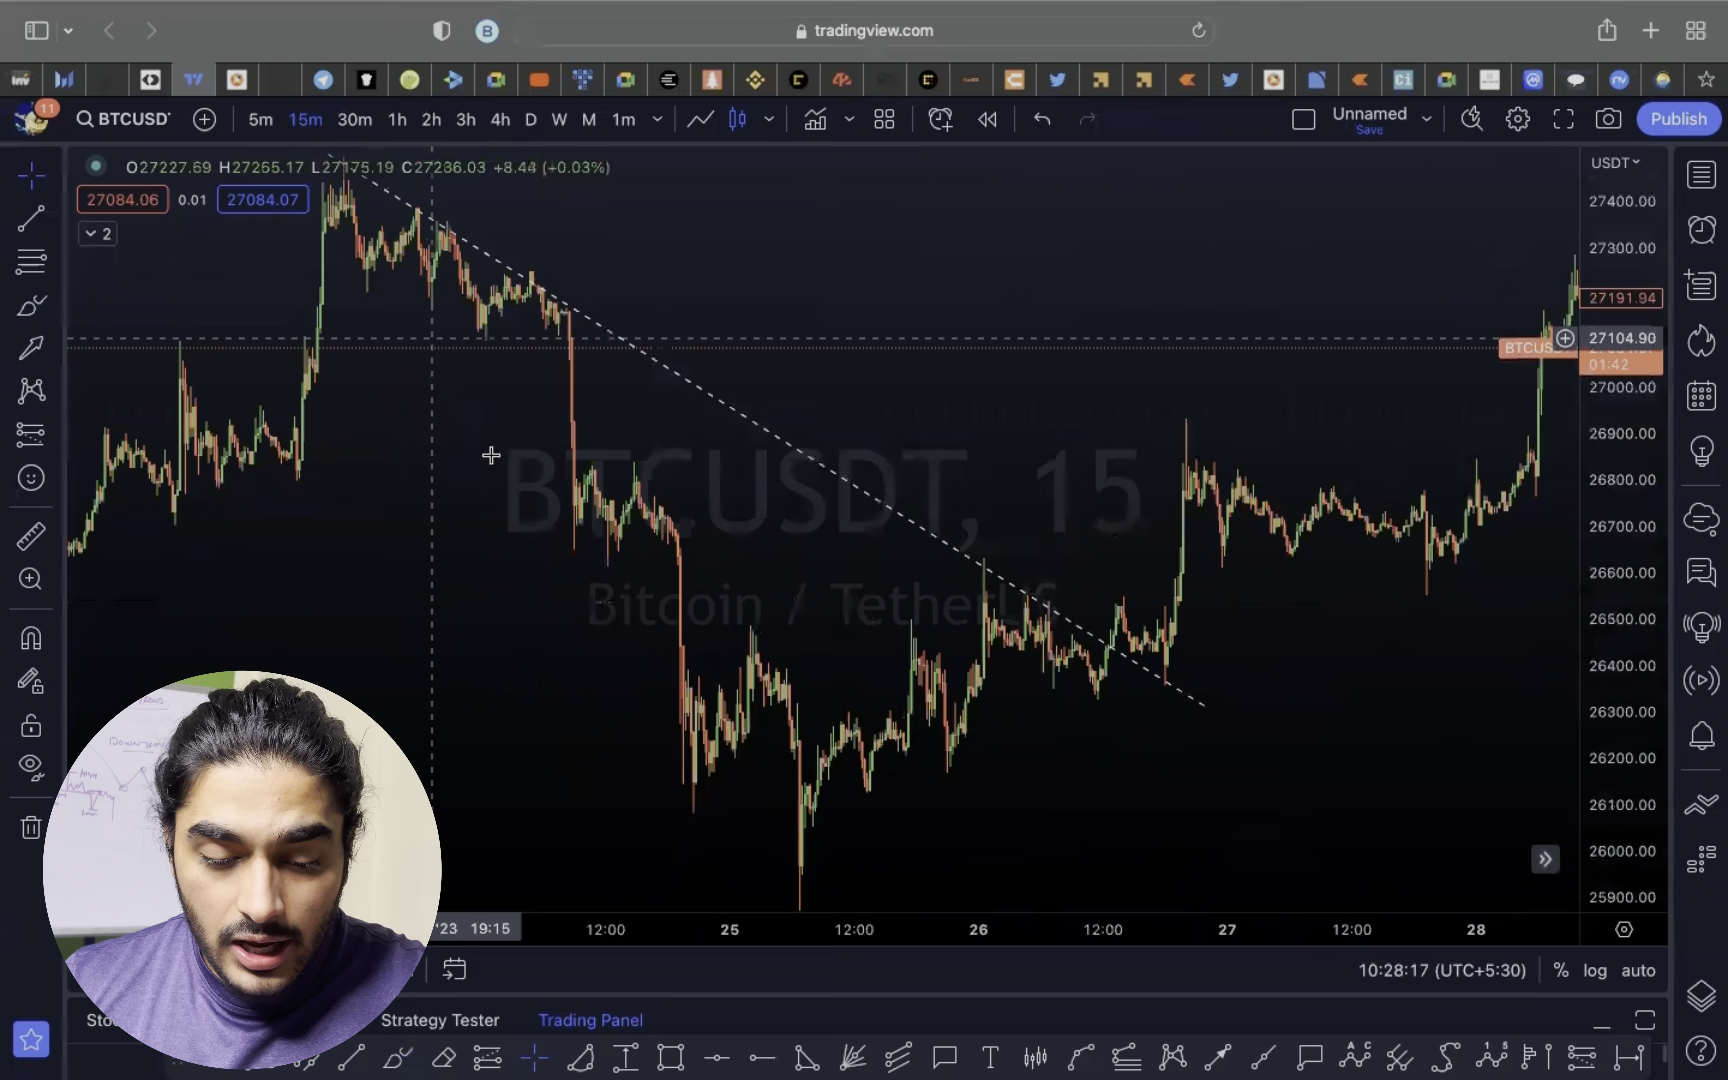 tradingview.com
11
BTCUSDT
5m 15m 30m 1h 2h 3h 4h D W M 1m
Unnamed
Save
Publish
O27227.69 H27265.17 L27175.19 C27236.03 +8.44 (+0.03%)
27084.06 0.01 27084.07
2
USDT
27400.00
27300.00
27191.94
27104.90
01:42
27000.00
26900.00
26800.00
26700.00
26600.00
26500.00
26400.00
26300.00
26200.00
26100.00
26000.00
25900.00
BTCUSDT, 15
Bitcoin / TetherUS
'23 19:15 12:00 25 12:00 26 12:00 27 12:00 28
10:28:17 (UTC+5:30) % log auto
Strategy Tester Trading Panel